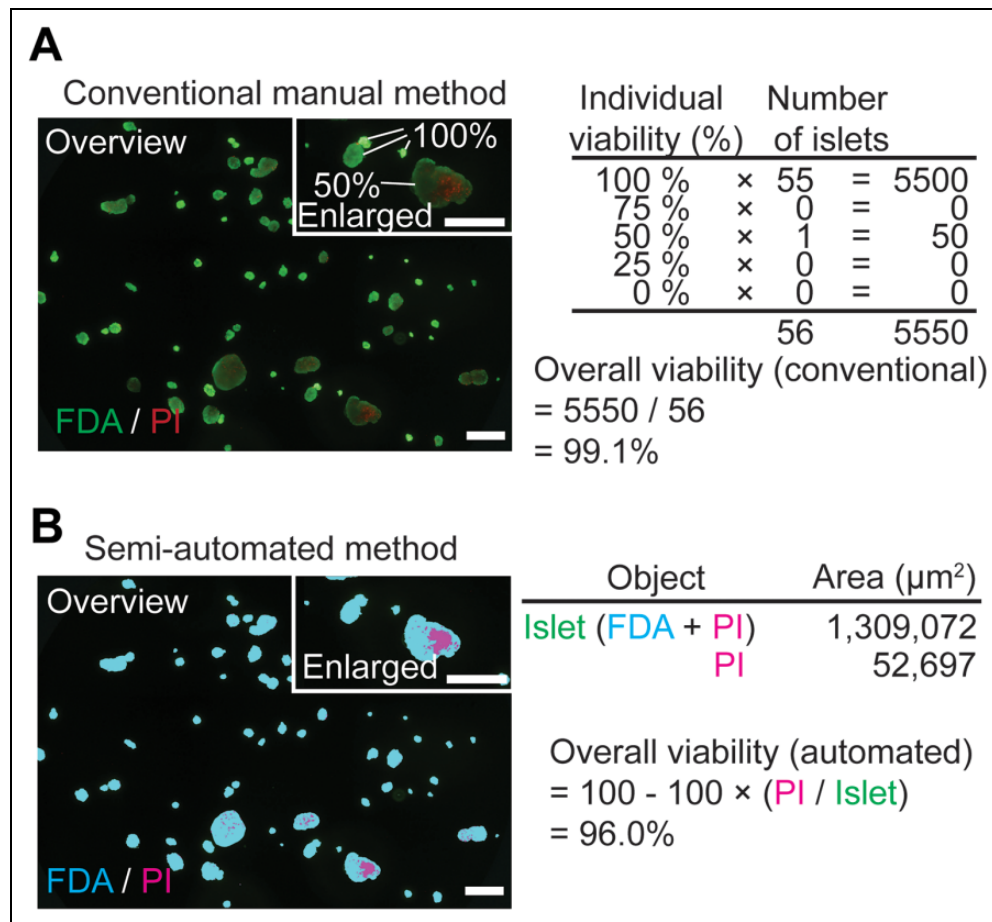 A
Conventional manual method
Overview
100%
50%
Enlarged
FDA / PI
Individual Number
viability (%) of islets
100 % × 55 = 5500
75 % × 0 = 0
50 % × 1 = 50
25 % × 0 = 0
0 % × 0 = 0
56 5550
Overall viability (conventional)
= 5550 / 56
= 99.1%
B
Semi-automated method
Overview
Enlarged
FDA / PI
Object Area (µm²)
Islet (FDA + PI) 1,309,072
PI 52,697
Overall viability (automated)
= 100 - 100 × (PI / Islet)
= 96.0%